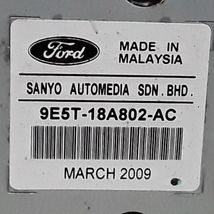 Ford
MADE IN
MALAYSIA
SANYO AUTOMEDIA SDN. BHD.
9E5T-18A802-AC
MARCH 2009